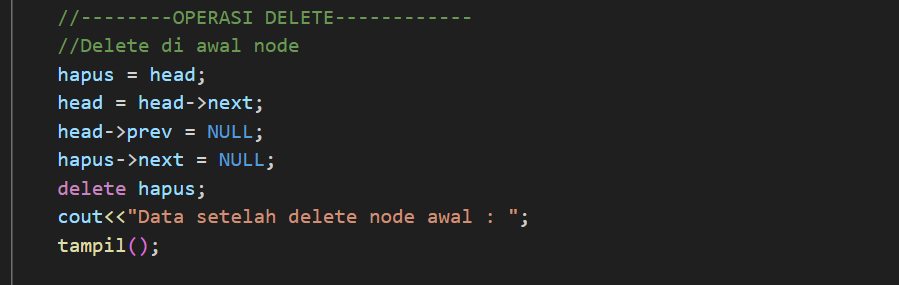 //--------OPERASI DELETE------------
//Delete di awal node
hapus = head;
head = head->next;
head->prev = NULL;
hapus->next = NULL;
delete hapus;
cout<<"Data setelah delete node awal : ";
tampil();